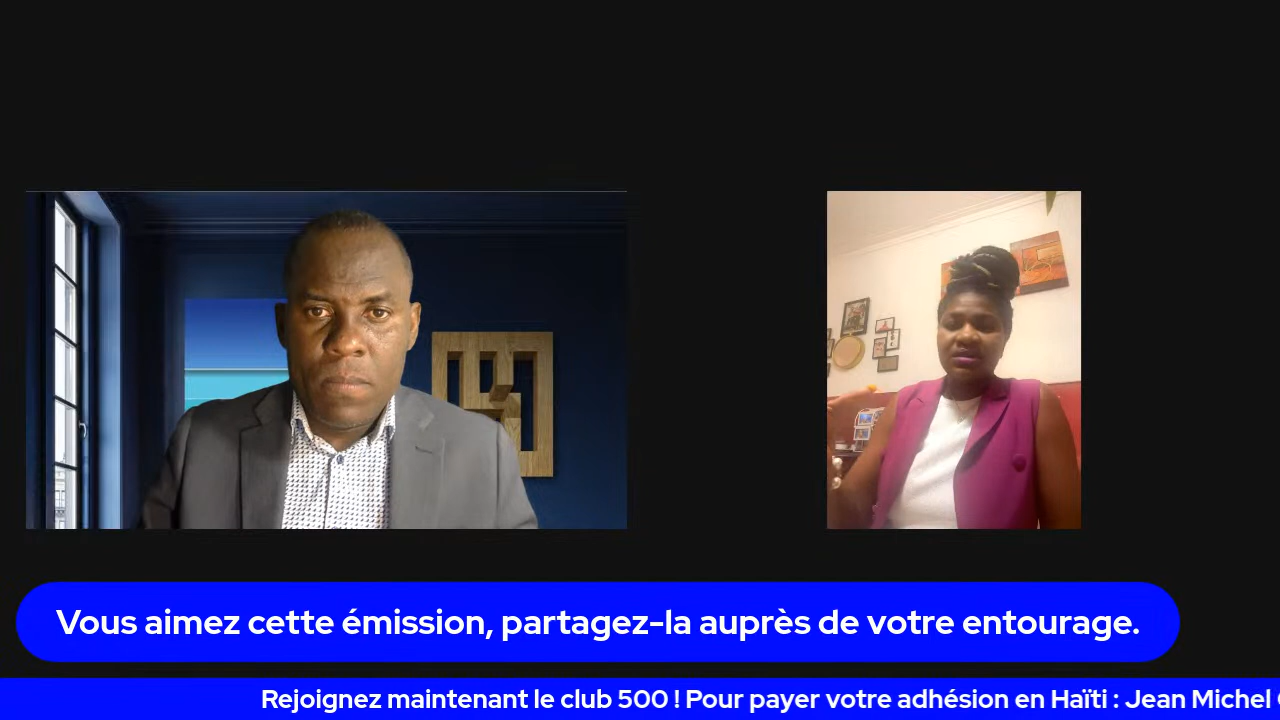 Vous aimez cette émission, partagez-la auprès de votre entourage.
Rejoignez maintenant le club 500 ! Pour payer votre adhésion en Haïti : Jean Michel